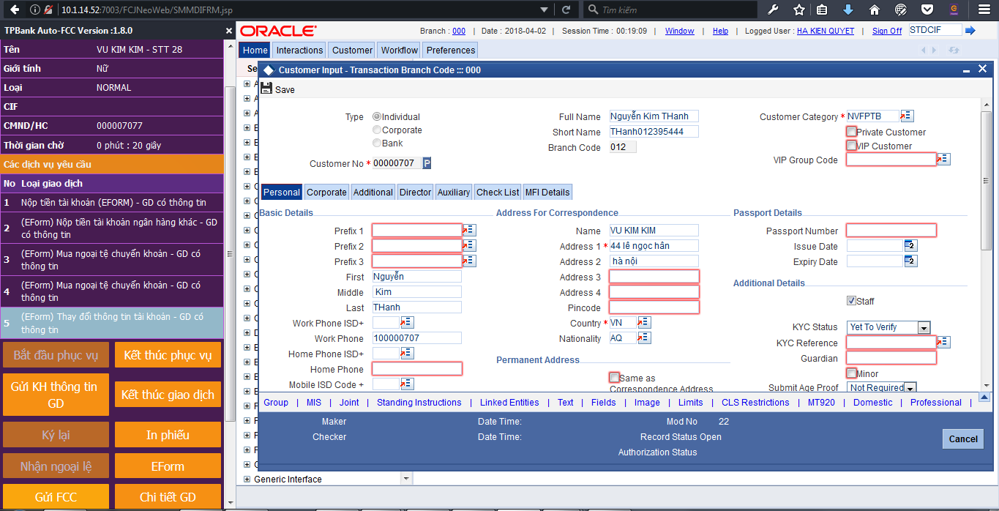 10.1.14.52:7003/FCJNeoWeb/SMMDIFRM.jsp
Tìm kiếm
TPBank Auto-FCC Version :1.8.0
Tên VU KIM KIM - STT 28
Giới tính Nữ
Loại NORMAL
CIF
CMND/HC 000007077
Thời gian chờ 0 phút : 20 giây
Các dịch vụ yêu cầu
No Loại giao dịch
1 Nộp tiền tài khoản (EFORM) - GD có thông tin
2 (EForm) Nộp tiền tài khoản ngân hàng khác - GD
có thông tin
3 (EForm) Mua ngoại tệ chuyển khoản - GD có
thông tin
4 (EForm) Mua ngoại tệ chuyển khoản - GD có
thông tin
5 (EForm) Thay đổi thông tin tài khoản - GD có
thông tin
Bắt đầu phục vụ
Kết thúc phục vụ
Gửi KH thông tin
GD
Kết thúc giao dịch
Ký lại
In phiếu
Nhận ngoại lệ
EForm
Gửi FCC
Chi tiết GD
ORACLE
Branch : 000 | Date : 2018-04-02 | Session Time : 00:19:09 | Window | Help | Logged User : HA KIEN QUYET | Sign Off STDCIF
Home Interactions Customer Workflow Preferences
Se
Customer Input - Transaction Branch Code ::: 000
Save
Type Individual
Corporate
Bank
Customer No * 00000707 P
Full Name Nguyễn Kim THanh
Short Name THanh012395444
Branch Code 012
Customer Category * NVFPTB
Private Customer
VIP Customer
VIP Group Code
Personal Corporate Additional Director Auxiliary Check List MFI Details
Basic Details
Prefix 1
Prefix 2
Prefix 3
First Nguyễn
Middle Kim
Last THanh
Work Phone ISD+
Work Phone 100000707
Home Phone ISD+
Home Phone
Mobile ISD Code +
Address For Correspondence
Name VU KIM KIM
Address 1 * 44 lê ngọc hân
Address 2 hà nội
Address 3
Address 4
Pincode
Country * VN
Nationality AQ
Permanent Address
Same as
Correspondence Address
Passport Details
Passport Number
Issue Date
Expiry Date
Additional Details
Staff
KYC Status Yet To Verify
KYC Reference
Guardian
Minor
Submit Age Proof Not Required
Group | MIS | Joint | Standing Instructions | Linked Entities | Text | Fields | Image | Limits | CLS Restrictions | MT920 | Domestic | Professional |
Maker Date Time: Mod No 22
Checker Date Time: Record Status Open
Authorization Status
Cancel
Generic Interface